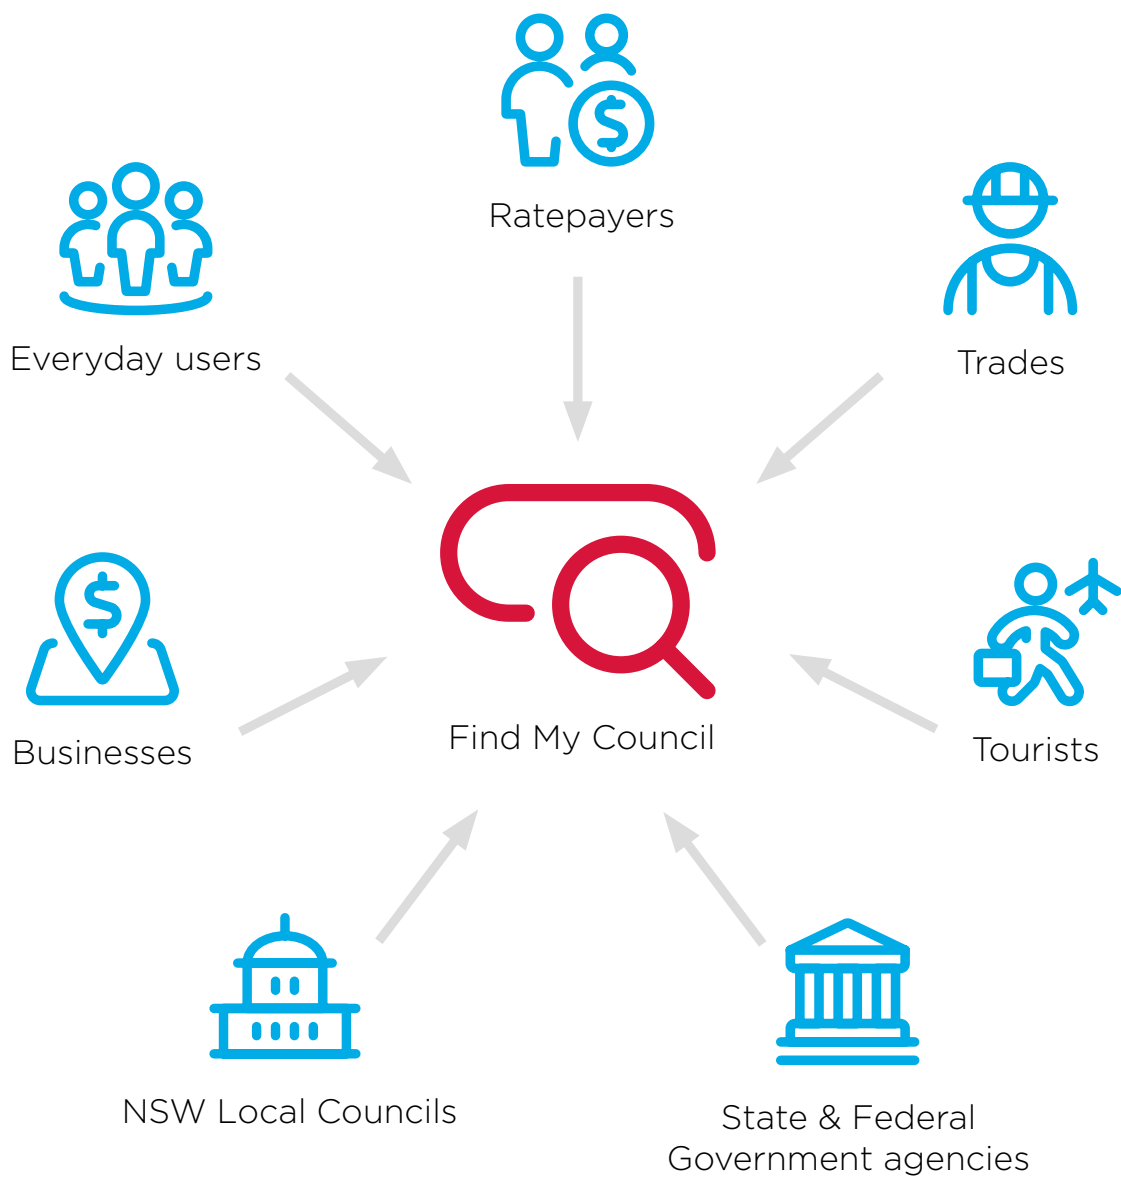 Ratepayers
Everyday users
Trades
Find My Council
Businesses
Tourists
NSW Local Councils
State & Federal
Government agencies